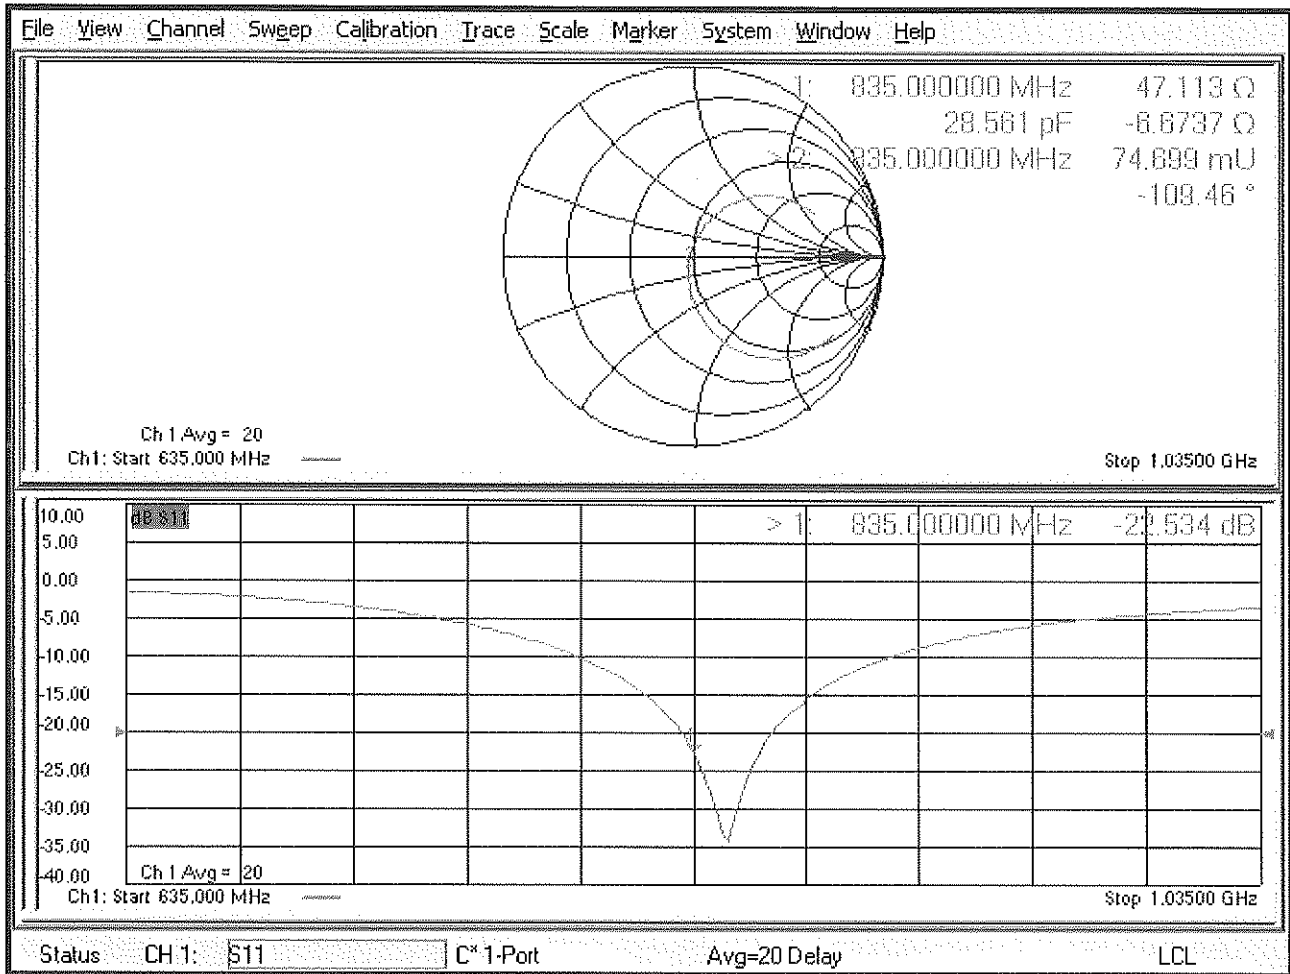 File View Channel Sweep Calibration Trace Scale Marker System Window Help
1: 835.000000 MHz 47.113 Ω
28.561 pF -6.6737 Ω
> 2: 835.000000 MHz 74.699 mU
-109.46 °
Ch 1 Avg = 20
Ch1: Start 635.000 MHz
Stop 1.03500 GHz
10.00
dB S11
> 1: 835.000000 MHz -22.534 dB
5.00
0.00
-5.00
-10.00
-15.00
-20.00
1
-25.00
-30.00
-35.00
-40.00
Ch 1 Avg = 20
Ch1: Start 635.000 MHz
Stop 1.03500 GHz
Status CH 1: S11 C* 1-Port Avg=20 Delay LCL